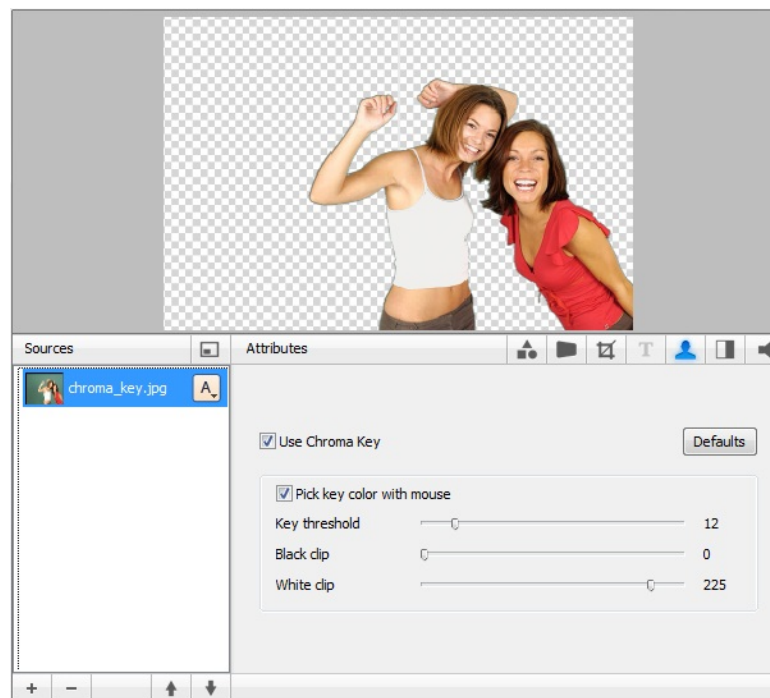 Sources
Attributes
T
chroma_key.jpg
A
Use Chroma Key
Defaults
Pick key color with mouse
Key threshold 12
Black clip 0
White clip 225